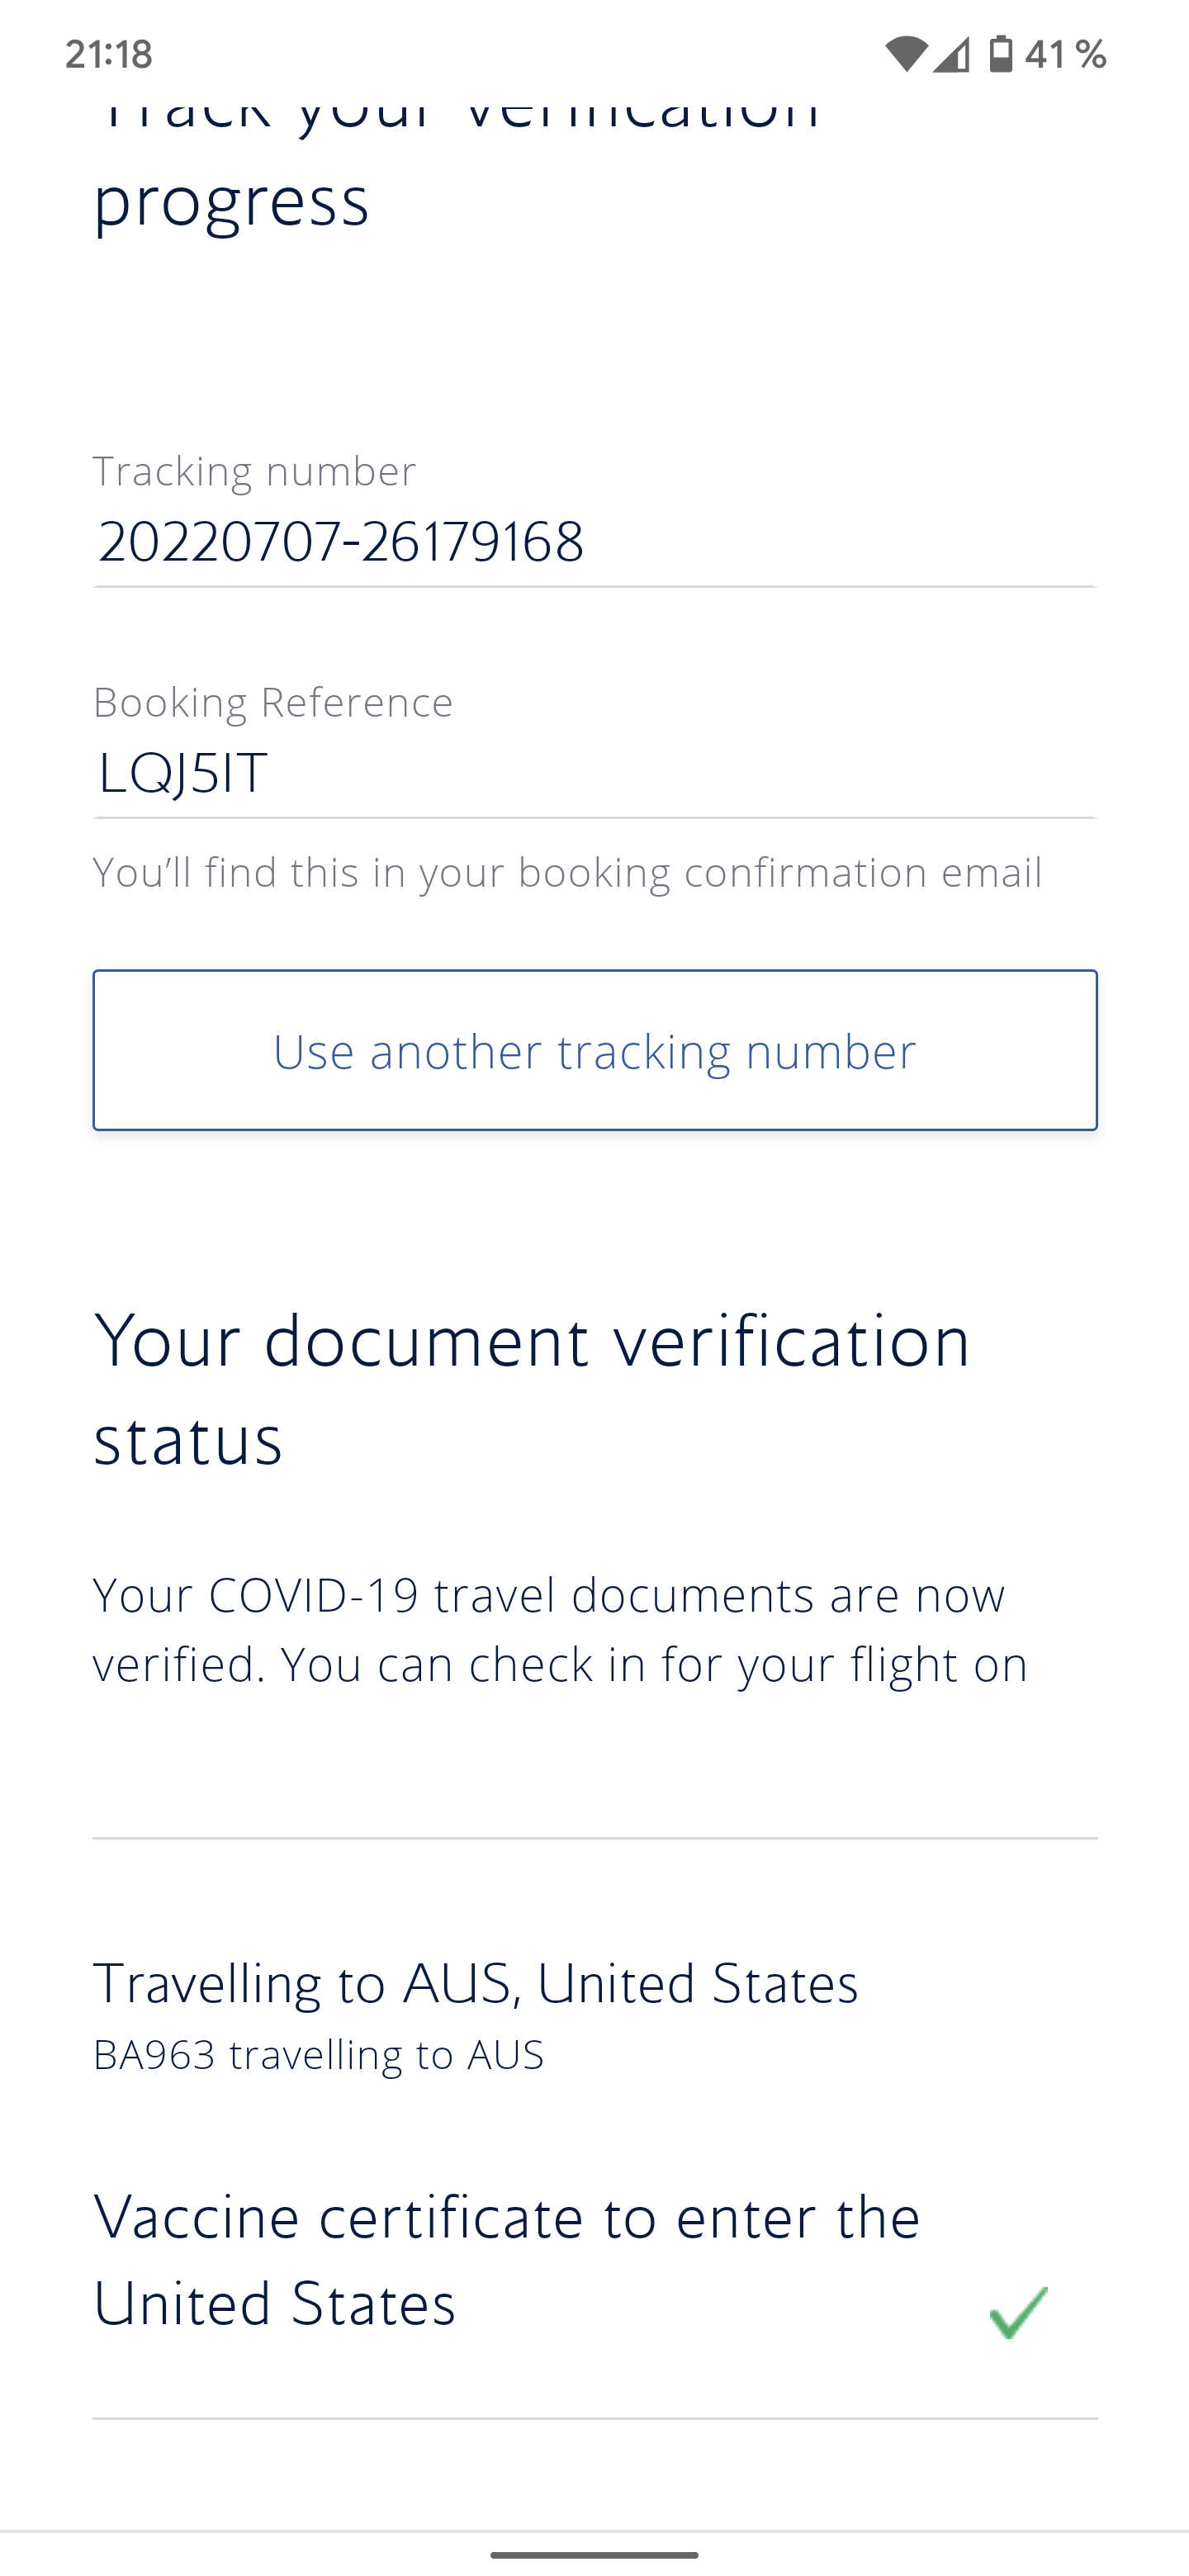 21:18
41 %
Track your verification
progress
Tracking number
20220707-26179168
Booking Reference
LQJ5IT
You’ll find this in your booking confirmation email
Use another tracking number
Your document verification
status
Your COVID-19 travel documents are now
verified. You can check in for your flight on
Travelling to AUS, United States
BA963 travelling to AUS
Vaccine certificate to enter the
United States